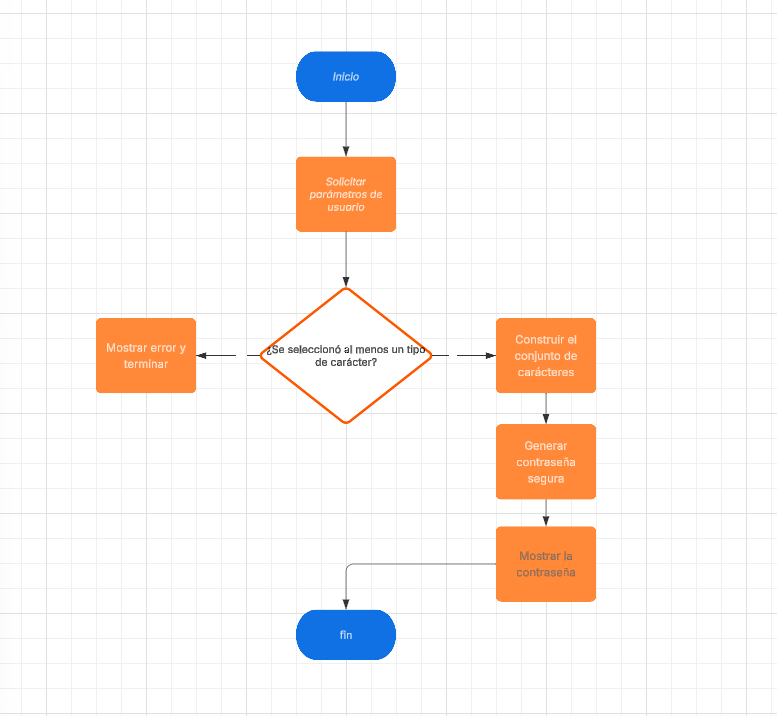 Inicio
Solicitar
parámetros de
usuario
¿Se seleccionó al menos un tipo
de carácter?
Mostrar error y
terminar
Construir el
conjunto de
carácteres
Generar
contraseña
segura
Mostrar la
contraseña
fin